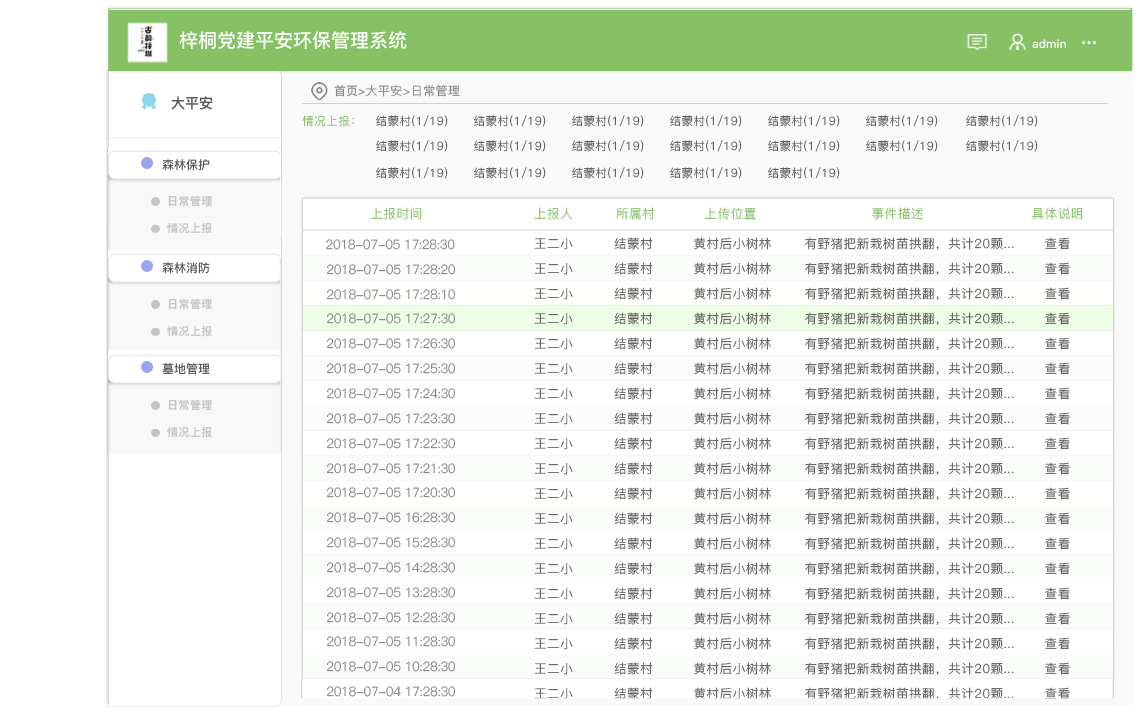 梓桐党建平安环保管理系统
admin
大平安
森林保护
日常管理
情况上报
森林消防
日常管理
情况上报
墓地管理
日常管理
情况上报
首页>大平安>日常管理
情况上报： 结蒙村(1/19) 结蒙村(1/19) 结蒙村(1/19) 结蒙村(1/19) 结蒙村(1/19) 结蒙村(1/19) 结蒙村(1/19)
结蒙村(1/19) 结蒙村(1/19) 结蒙村(1/19) 结蒙村(1/19) 结蒙村(1/19) 结蒙村(1/19) 结蒙村(1/19)
结蒙村(1/19) 结蒙村(1/19) 结蒙村(1/19) 结蒙村(1/19) 结蒙村(1/19)
上报时间 上报人 所属村 上传位置 事件描述 具体说明
2018-07-05 17:28:30 王二小 结蒙村 黄村后小树林 有野猪把新栽树苗拱翻，共计20颗... 查看
2018-07-05 17:28:20 王二小 结蒙村 黄村后小树林 有野猪把新栽树苗拱翻，共计20颗... 查看
2018-07-05 17:28:10 王二小 结蒙村 黄村后小树林 有野猪把新栽树苗拱翻，共计20颗... 查看
2018-07-05 17:27:30 王二小 结蒙村 黄村后小树林 有野猪把新栽树苗拱翻，共计20颗... 查看
2018-07-05 17:26:30 王二小 结蒙村 黄村后小树林 有野猪把新栽树苗拱翻，共计20颗... 查看
2018-07-05 17:25:30 王二小 结蒙村 黄村后小树林 有野猪把新栽树苗拱翻，共计20颗... 查看
2018-07-05 17:24:30 王二小 结蒙村 黄村后小树林 有野猪把新栽树苗拱翻，共计20颗... 查看
2018-07-05 17:23:30 王二小 结蒙村 黄村后小树林 有野猪把新栽树苗拱翻，共计20颗... 查看
2018-07-05 17:22:30 王二小 结蒙村 黄村后小树林 有野猪把新栽树苗拱翻，共计20颗... 查看
2018-07-05 17:21:30 王二小 结蒙村 黄村后小树林 有野猪把新栽树苗拱翻，共计20颗... 查看
2018-07-05 17:20:30 王二小 结蒙村 黄村后小树林 有野猪把新栽树苗拱翻，共计20颗... 查看
2018-07-05 16:28:30 王二小 结蒙村 黄村后小树林 有野猪把新栽树苗拱翻，共计20颗... 查看
2018-07-05 15:28:30 王二小 结蒙村 黄村后小树林 有野猪把新栽树苗拱翻，共计20颗... 查看
2018-07-05 14:28:30 王二小 结蒙村 黄村后小树林 有野猪把新栽树苗拱翻，共计20颗... 查看
2018-07-05 13:28:30 王二小 结蒙村 黄村后小树林 有野猪把新栽树苗拱翻，共计20颗... 查看
2018-07-05 12:28:30 王二小 结蒙村 黄村后小树林 有野猪把新栽树苗拱翻，共计20颗... 查看
2018-07-05 11:28:30 王二小 结蒙村 黄村后小树林 有野猪把新栽树苗拱翻，共计20颗... 查看
2018-07-05 10:28:30 王二小 结蒙村 黄村后小树林 有野猪把新栽树苗拱翻，共计20颗... 查看
2018-07-04 17:28:30 王二小 结蒙村 黄村后小树林 有野猪把新栽树苗拱翻，共计20颗... 查看